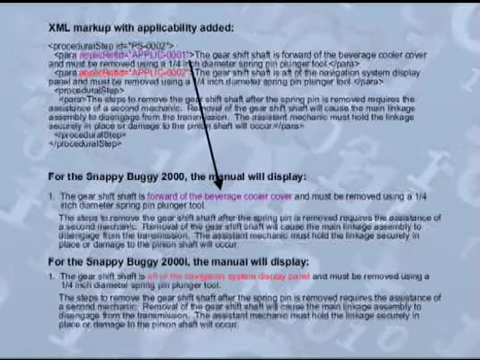 XML markup with applicability added:
<proceduralStep id="PS-0002">
<para applicRefId="APPLIC-0001">The gear shift shaft is forward of the beverage cooler cover
and must be removed using a 1/4 inch diameter spring pin plunger tool.</para>
<para applicRefId="APPLIC-0002">The gear shift shaft is aft of the navigation system display
panel and must be removed using a 1/4 inch diameter spring pin plunger tool.</para>
<proceduralStep>
<para>The steps to remove the gear shift shaft after the spring pin is removed requires the
assistance of a second mechanic. Removal of the gear shift shaft will cause the main linkage
assembly to disengage from the transmission. The assistant mechanic must hold the linkage
securely in place or damage to the pinion shaft will occur.</para>
</proceduralStep>
</proceduralStep>
For the Snappy Buggy 2000, the manual will display:
1. The gear shift shaft is forward of the beverage cooler cover and must be removed using a 1/4
inch diameter spring pin plunger tool.
The steps to remove the gear shift shaft after the spring pin is removed requires the assistance of
a second mechanic. Removal of the gear shift shaft will cause the main linkage assembly to
disengage from the transmission. The assistant mechanic must hold the linkage securely in
place or damage to the pinion shaft will occur.
For the Snappy Buggy 2000i, the manual will display:
1. The gear shift shaft is aft of the navigation system display panel and must be removed using a
1/4 inch diameter spring pin plunger tool.
The steps to remove the gear shift shaft after the spring pin is removed requires the assistance of
a second mechanic. Removal of the gear shift shaft will cause the main linkage assembly to
disengage from the transmission. The assistant mechanic must hold the linkage securely in
place or damage to the pinion shaft will occur.